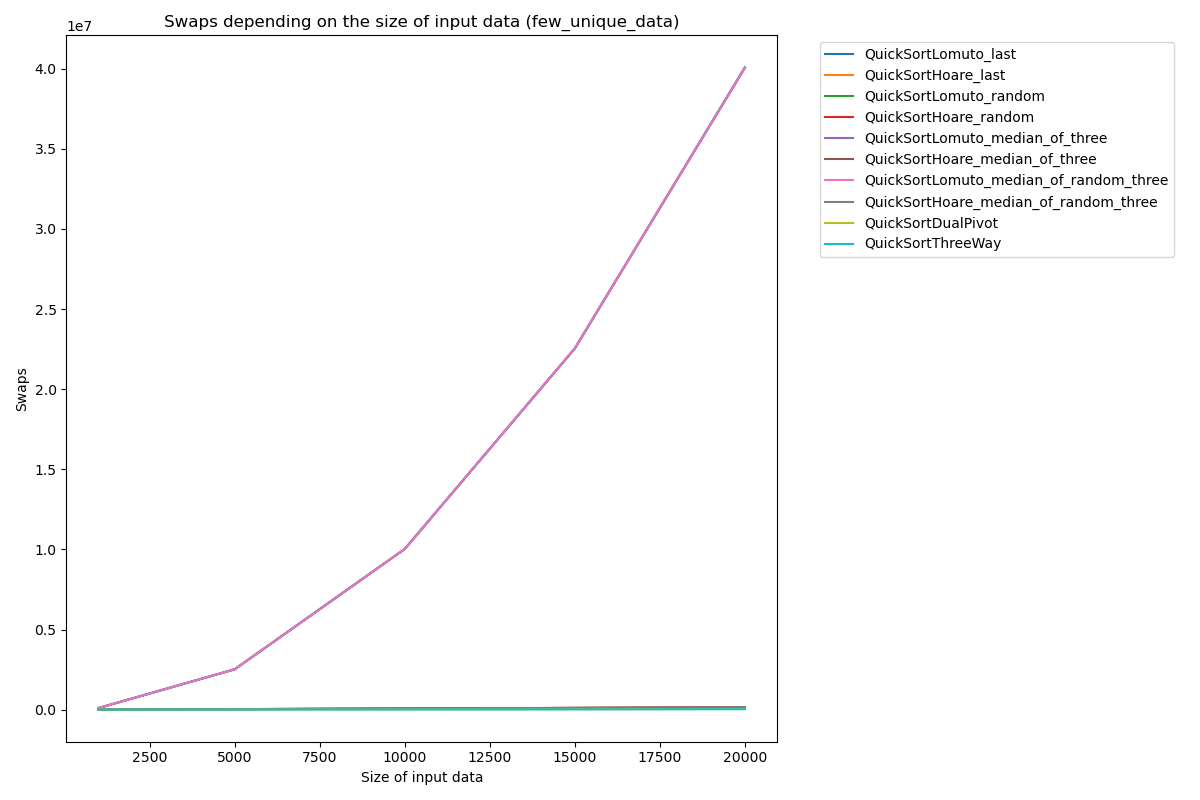 Swaps depending on the size of input data (few_unique_data)
1e7
4.0
3.5
3.0
2.5
2.0
1.5
1.0
0.5
0.0
Swaps
2500 5000 7500 10000 12500 15000 17500 20000
Size of input data
QuickSortLomuto_last
QuickSortHoare_last
QuickSortLomuto_random
QuickSortHoare_random
QuickSortLomuto_median_of_three
QuickSortHoare_median_of_three
QuickSortLomuto_median_of_random_three
QuickSortHoare_median_of_random_three
QuickSortDualPivot
QuickSortThreeWay